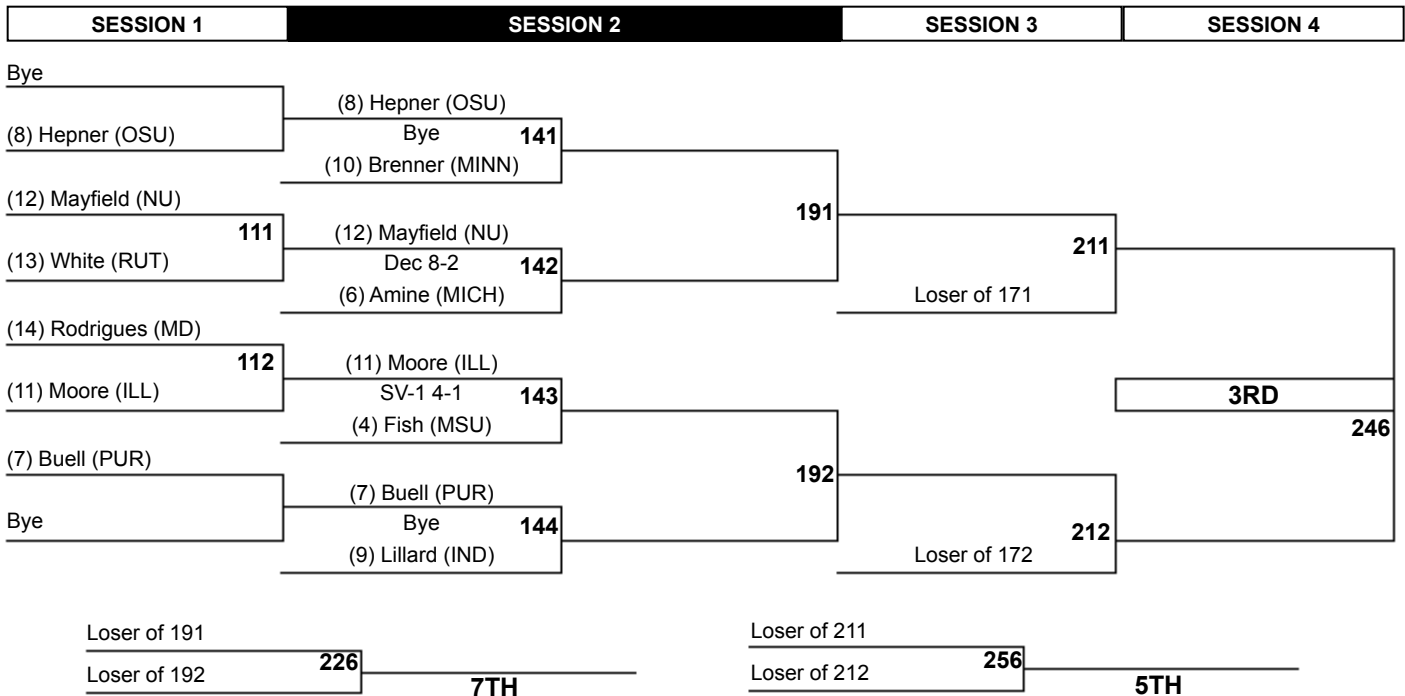 SESSION 1
SESSION 2
SESSION 3
SESSION 4
Bye
(8) Hepner (OSU)
(12) Mayfield (NU)
111
(13) White (RUT)
(14) Rodrigues (MD)
112
(11) Moore (ILL)
(7) Buell (PUR)
Bye
(8) Hepner (OSU)
Bye
141
(10) Brenner (MINN)
(12) Mayfield (NU)
Dec 8-2
142
(6) Amine (MICH)
(11) Moore (ILL)
SV-1 4-1
143
(4) Fish (MSU)
(7) Buell (PUR)
Bye
144
(9) Lillard (IND)
191
192
211
Loser of 171
212
Loser of 172
3RD
246
Loser of 191
226
Loser of 192
7TH
Loser of 211
256
Loser of 212
5TH